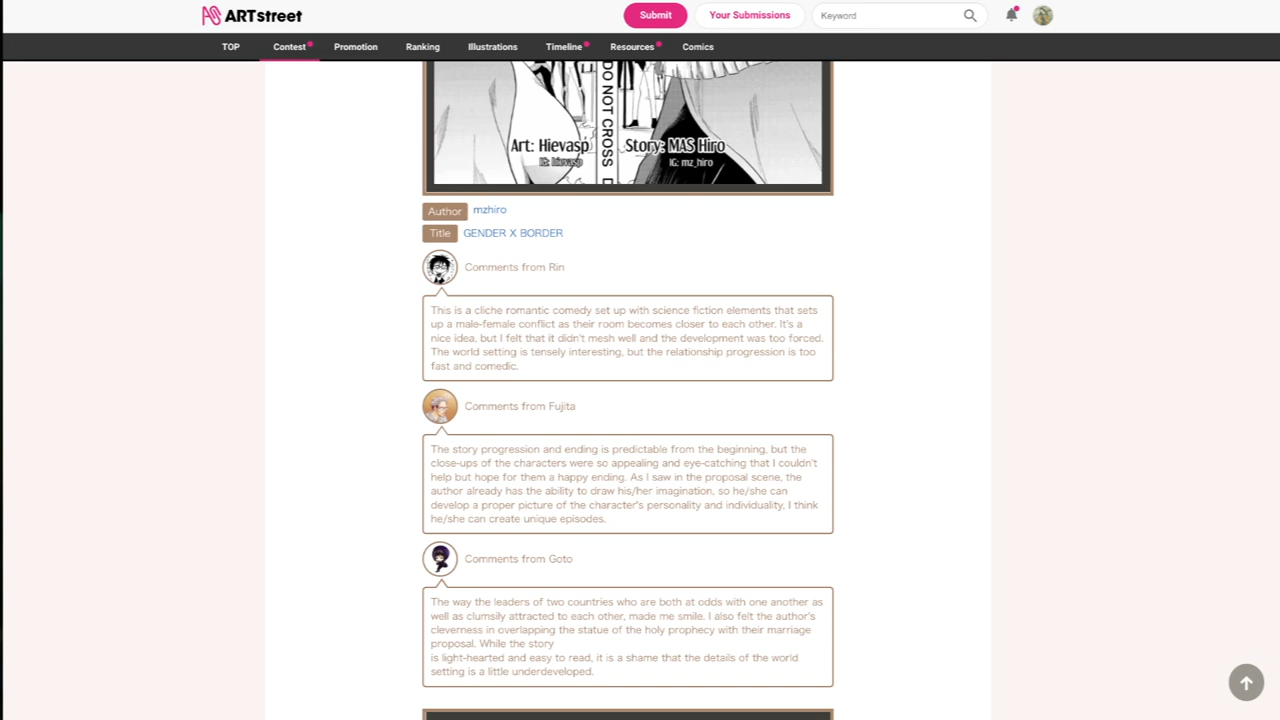 ARTstreet
Submit
Your Submissions
Keyword
TOP
Contest
Promotion
Ranking
Illustrations
Timeline
Resources
Comics
DO NOT CROSS
Art: Hievasp
IG: hievasp
Story: MAS Hiro
IG: mz_hiro
Author mzhiro
Title GENDER X BORDER
Comments from Rin
This is a cliche romantic comedy set up with science fiction elements that sets
up a male-female conflict as their room becomes closer to each other. It's a
nice idea, but I felt that it didn't mesh well and the development was too forced.
The world setting is tensely interesting, but the relationship progression is too
fast and comedic.
Comments from Fujita
The story progression and ending is predictable from the beginning, but the
close-ups of the characters were so appealing and eye-catching that I couldn't
help but hope for them a happy ending. As I saw in the proposal scene, the
author already has the ability to draw his/her imagination, so he/she can
develop a proper picture of the character's personality and individuality, I think
he/she can create unique episodes.
Comments from Goto
The way the leaders of two countries who are both at odds with one another as
well as clumsily attracted to each other, made me smile. I also felt the author's
cleverness in overlapping the statue of the holy prophecy with their marriage
proposal. While the story
is light-hearted and easy to read, it is a shame that the details of the world
setting is a little underdeveloped.